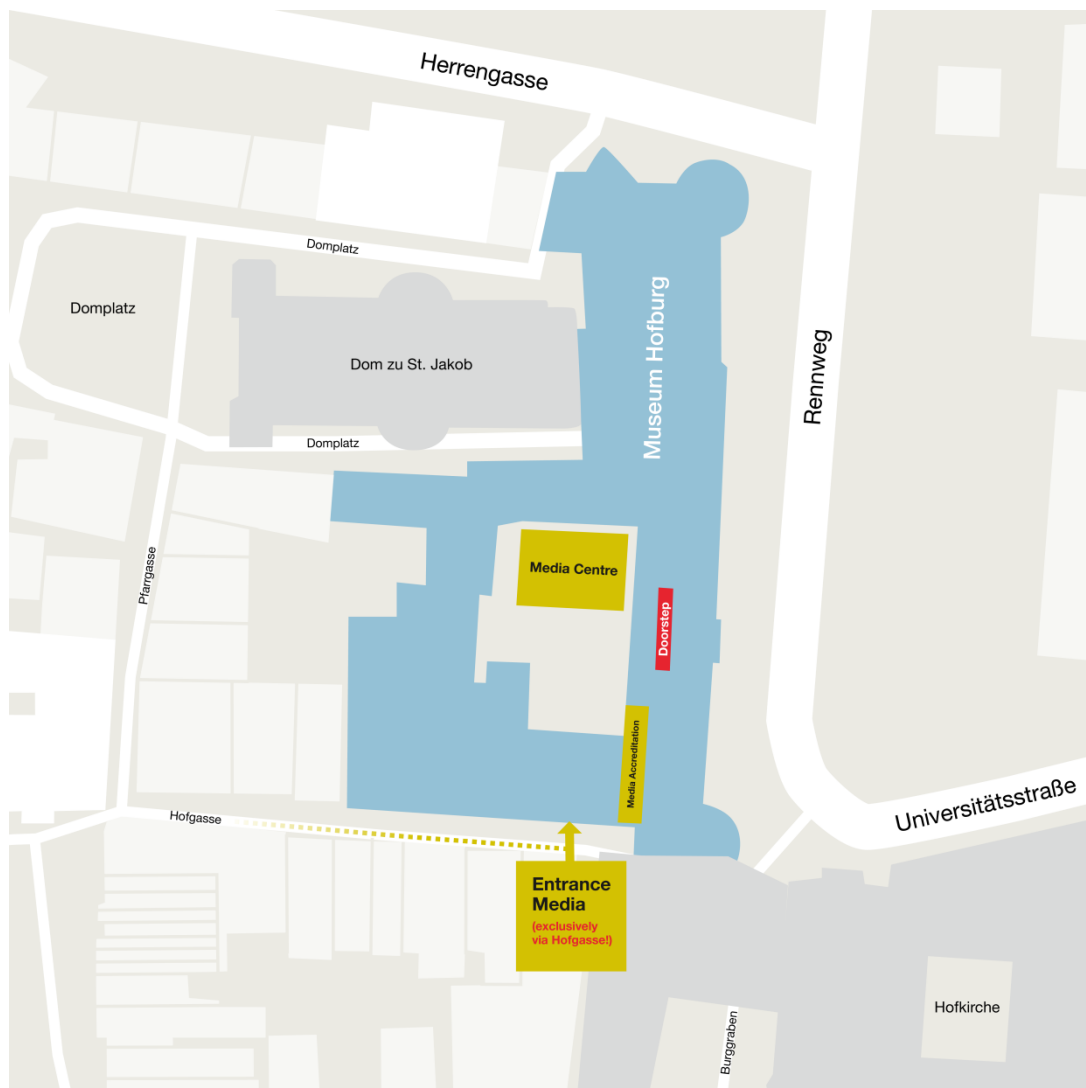 Herrengasse
Domplatz
Domplatz
Dom zu St. Jakob
Museum Hofburg
Rennweg
Domplatz
Pfarrgasse
Media Centre
Doorstep
Media Accreditation
Hofgasse
Universitätsstraße
Entrance
Media
(exclusively
via Hofgasse!)
Hofkirche
Burggraben